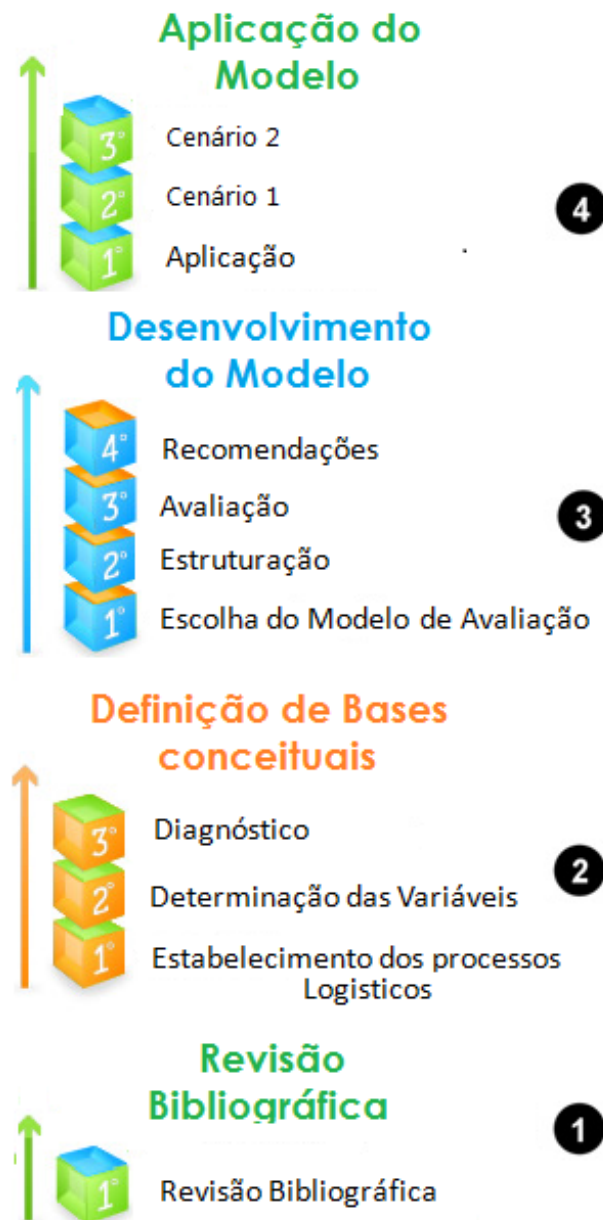 Aplicação do
Modelo
3° Cenário 2
2° Cenário 1
4
1° Aplicação
Desenvolvimento
do Modelo
4° Recomendações
3° Avaliação
3
2° Estruturação
1° Escolha do Modelo de Avaliação
Definição de Bases
conceituais
3° Diagnóstico
2
2° Determinação das Variáveis
1° Estabelecimento dos processos
Logisticos
Revisão
Bibliográfica
1
1° Revisão Bibliográfica